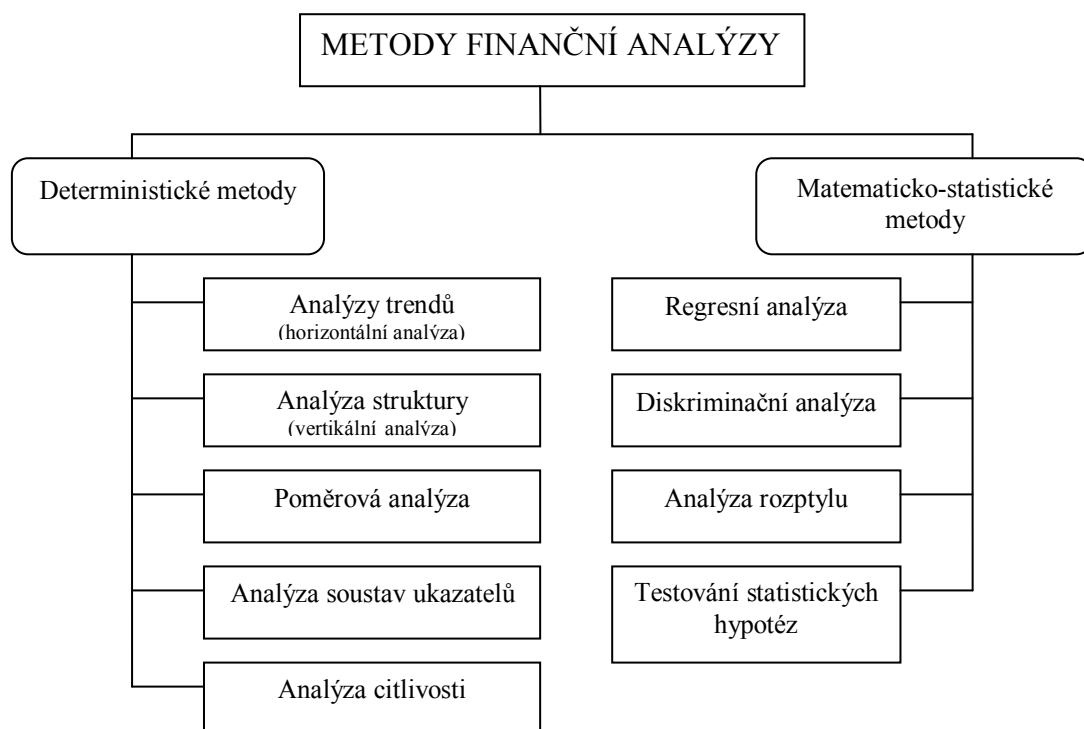 METODY FINANČNÍ ANALÝZY
Deterministické metody
Analýzy trendů
(horizontální analýza)
Analýza struktury
(vertikální analýza)
Poměrová analýza
Analýza soustav ukazatelů
Analýza citlivosti
Matematicko-statistické
metody
Regresní analýza
Diskriminační analýza
Analýza rozptylu
Testování statistických
hypotéz